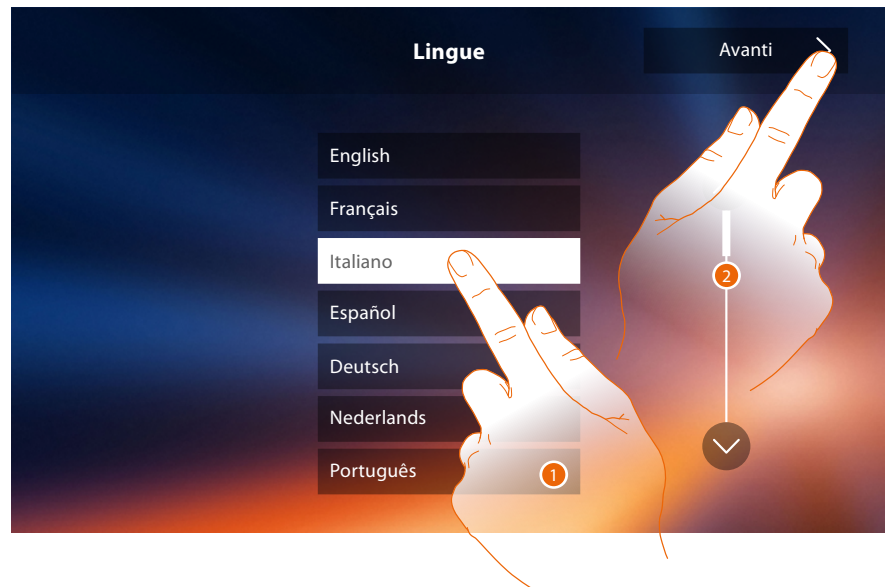 Lingue
Avanti
English
Français
Italiano
Español
Deutsch
Nederlands
Português
1
2